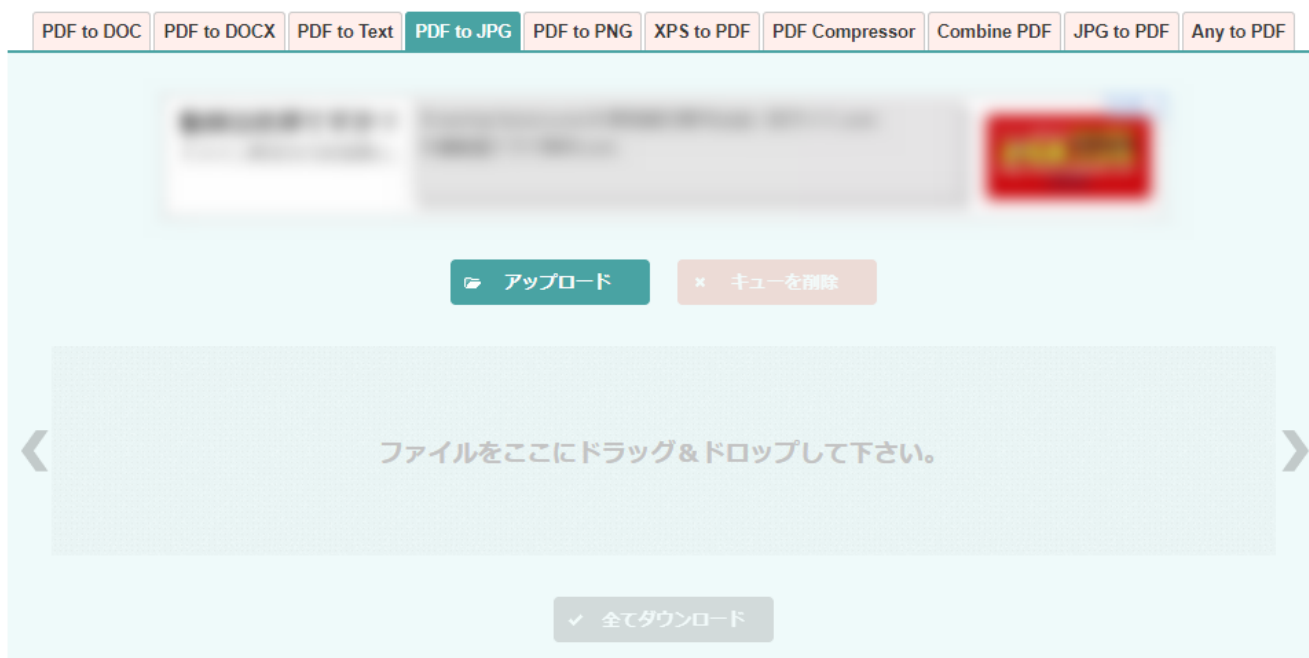 PDF to DOC PDF to DOCX PDF to Text PDF to JPG PDF to PNG XPS to PDF PDF Compressor Combine PDF JPG to PDF Any to PDF
アップロード キューを削除
ファイルをここにドラッグ&ドロップして下さい。
全てダウンロード